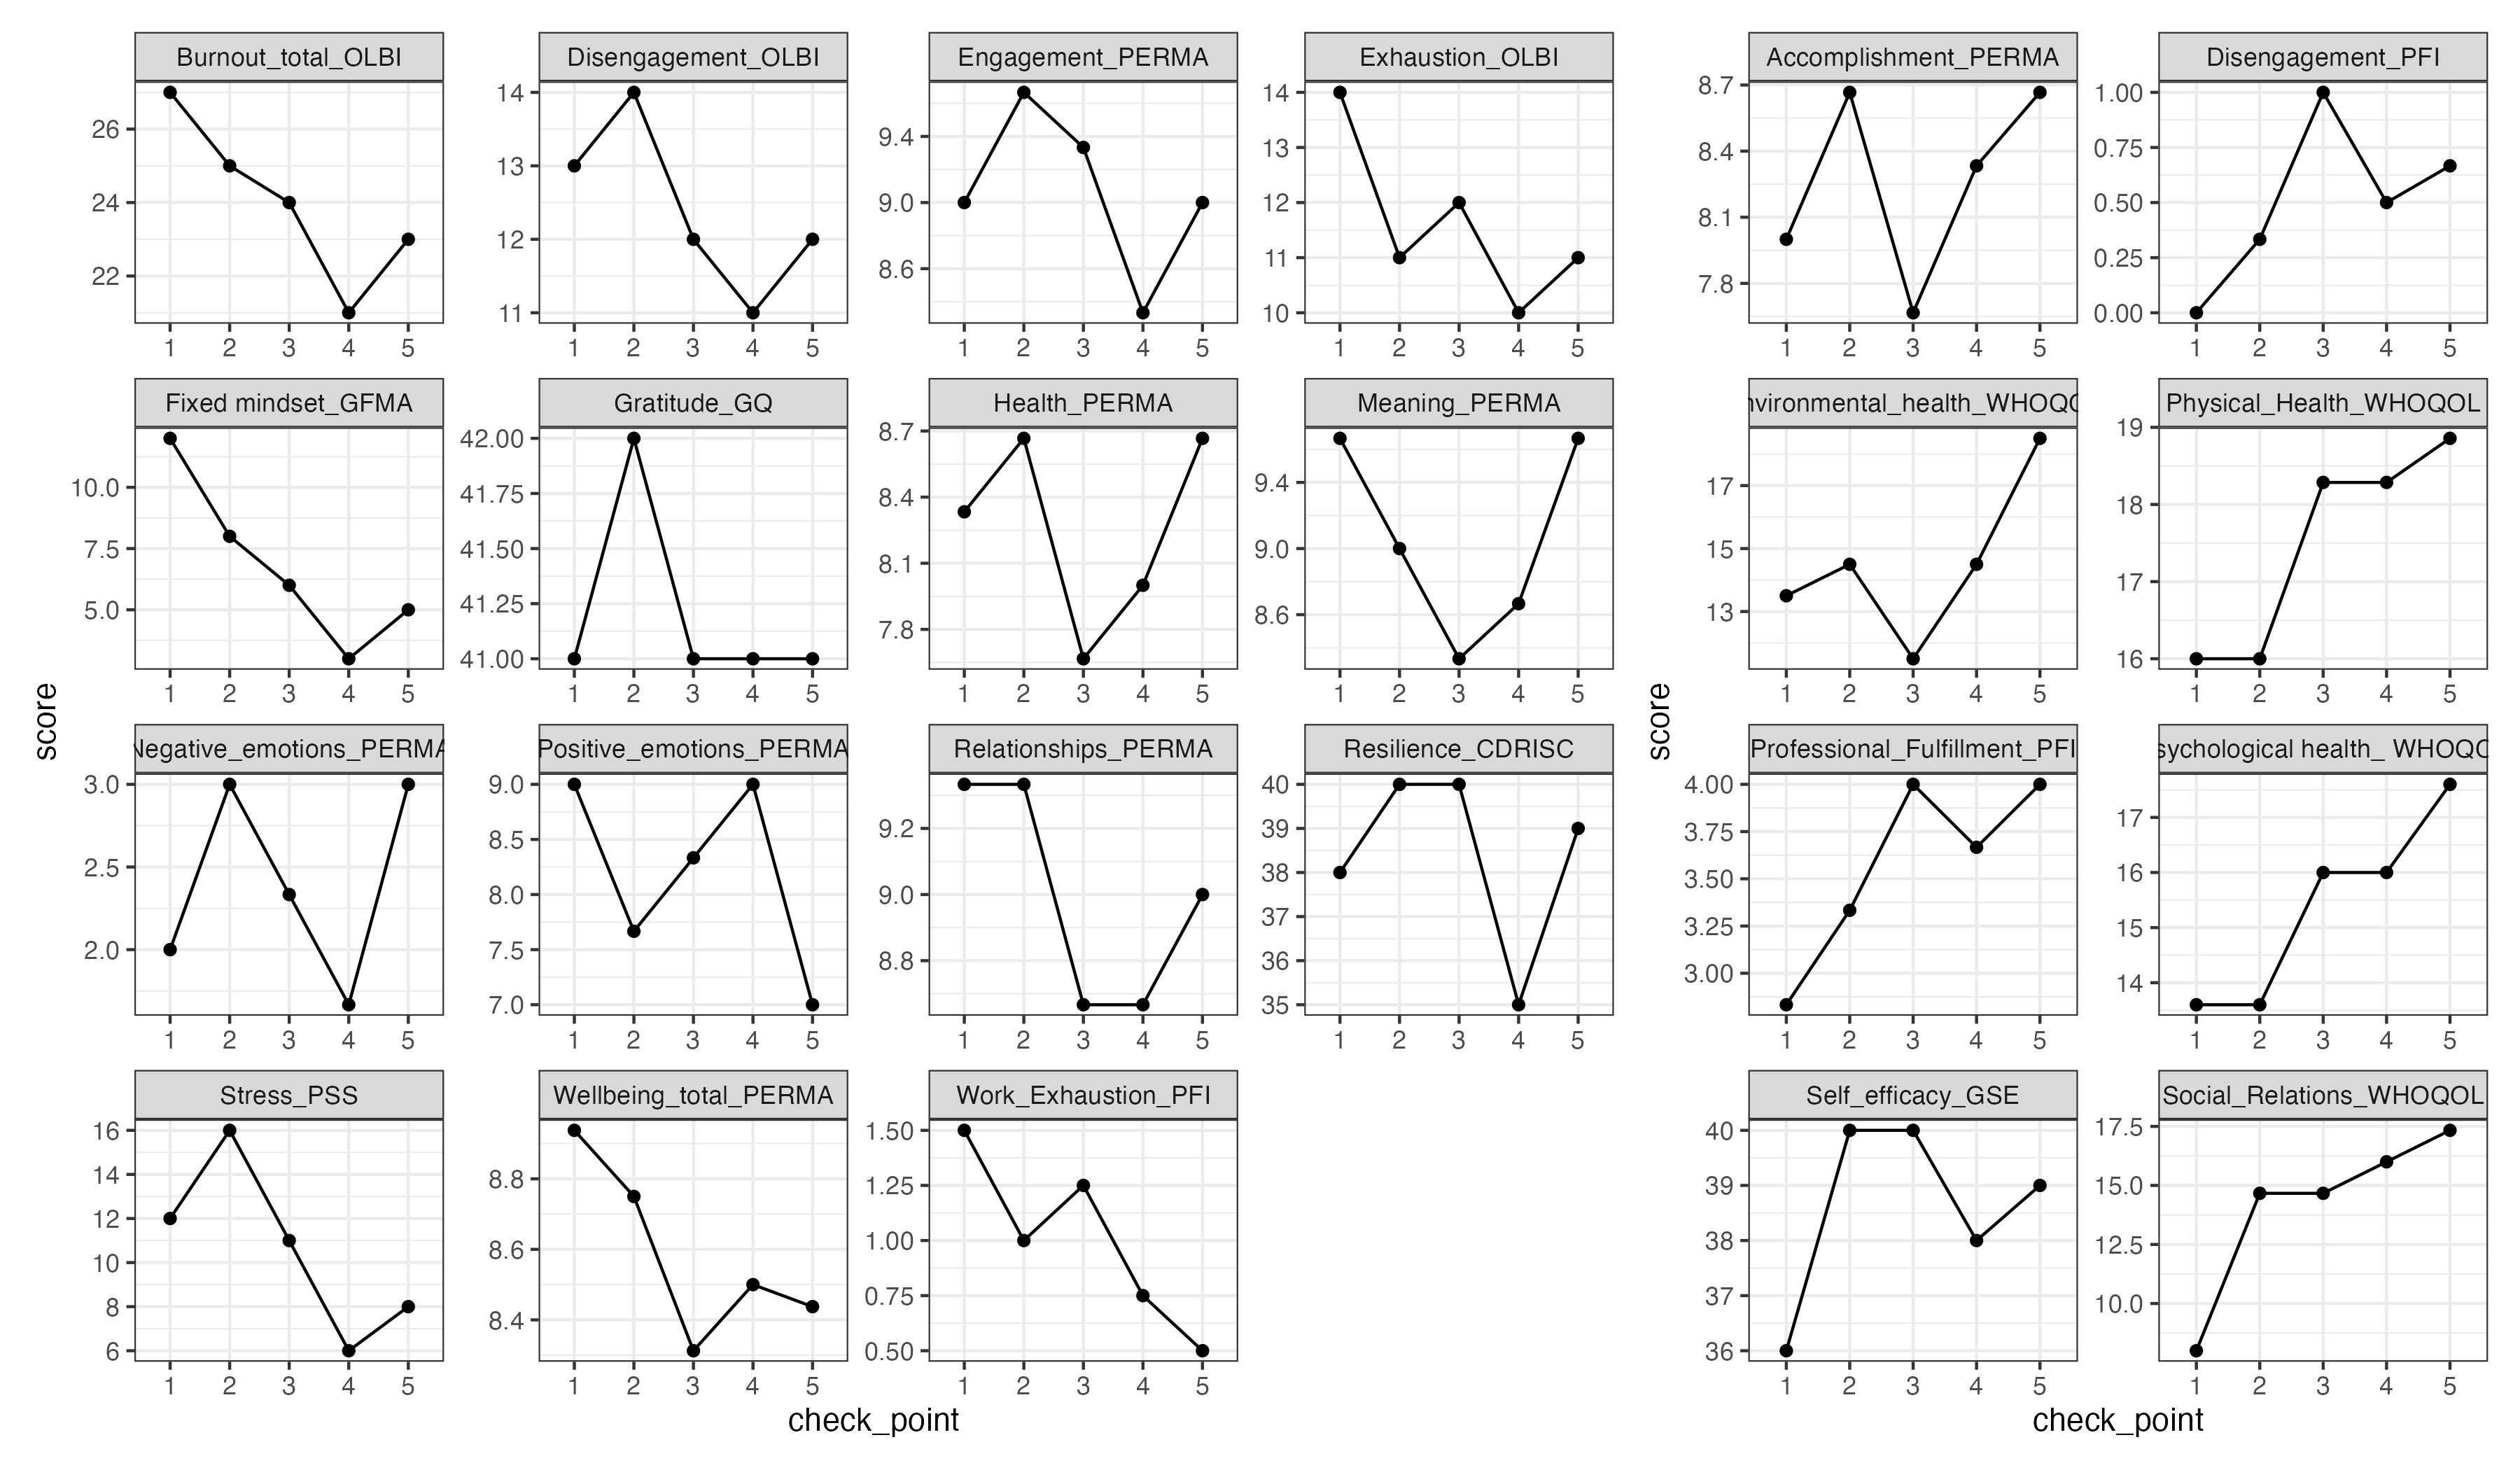 Burnout_total_OLBI
26
24
22
1 2 3 4 5
Disengagement_OLBI
14
13
12
11
1 2 3 4 5
Engagement_PERMA
9.4
9.0
8.6
1 2 3 4 5
Exhaustion_OLBI
14
13
12
11
10
1 2 3 4 5
Accomplishment_PERMA
8.7
8.4
8.1
7.8
1 2 3 4 5
Disengagement_PFI
1.00
0.75
0.50
0.25
0.00
1 2 3 4 5
Fixed mindset_GFMA
10.0
7.5
5.0
1 2 3 4 5
Gratitude_GQ
42.00
41.75
41.50
41.25
41.00
1 2 3 4 5
Health_PERMA
8.7
8.4
8.1
7.8
1 2 3 4 5
Meaning_PERMA
9.4
9.0
8.6
1 2 3 4 5
nvironmental_health_WHOQO
17
15
13
1 2 3 4 5
Physical_Health_WHOQOL
19
18
17
16
1 2 3 4 5
Negative_emotions_PERMA
3.0
2.5
2.0
1 2 3 4 5
Positive_emotions_PERMA
9.0
8.5
8.0
7.5
7.0
1 2 3 4 5
Relationships_PERMA
9.2
9.0
8.8
1 2 3 4 5
Resilience_CDRISC
40
39
38
37
36
35
1 2 3 4 5
Professional_Fulfillment_PFI
4.00
3.75
3.50
3.25
3.00
1 2 3 4 5
sychological health_ WHOQO
17
16
15
14
1 2 3 4 5
Stress_PSS
16
14
12
10
8
6
1 2 3 4 5
Wellbeing_total_PERMA
8.8
8.6
8.4
1 2 3 4 5
Work_Exhaustion_PFI
1.50
1.25
1.00
0.75
0.50
1 2 3 4 5
Self_efficacy_GSE
40
39
38
37
36
1 2 3 4 5
Social_Relations_WHOQOL
17.5
15.0
12.5
10.0
1 2 3 4 5
score
check_point
score
check_point